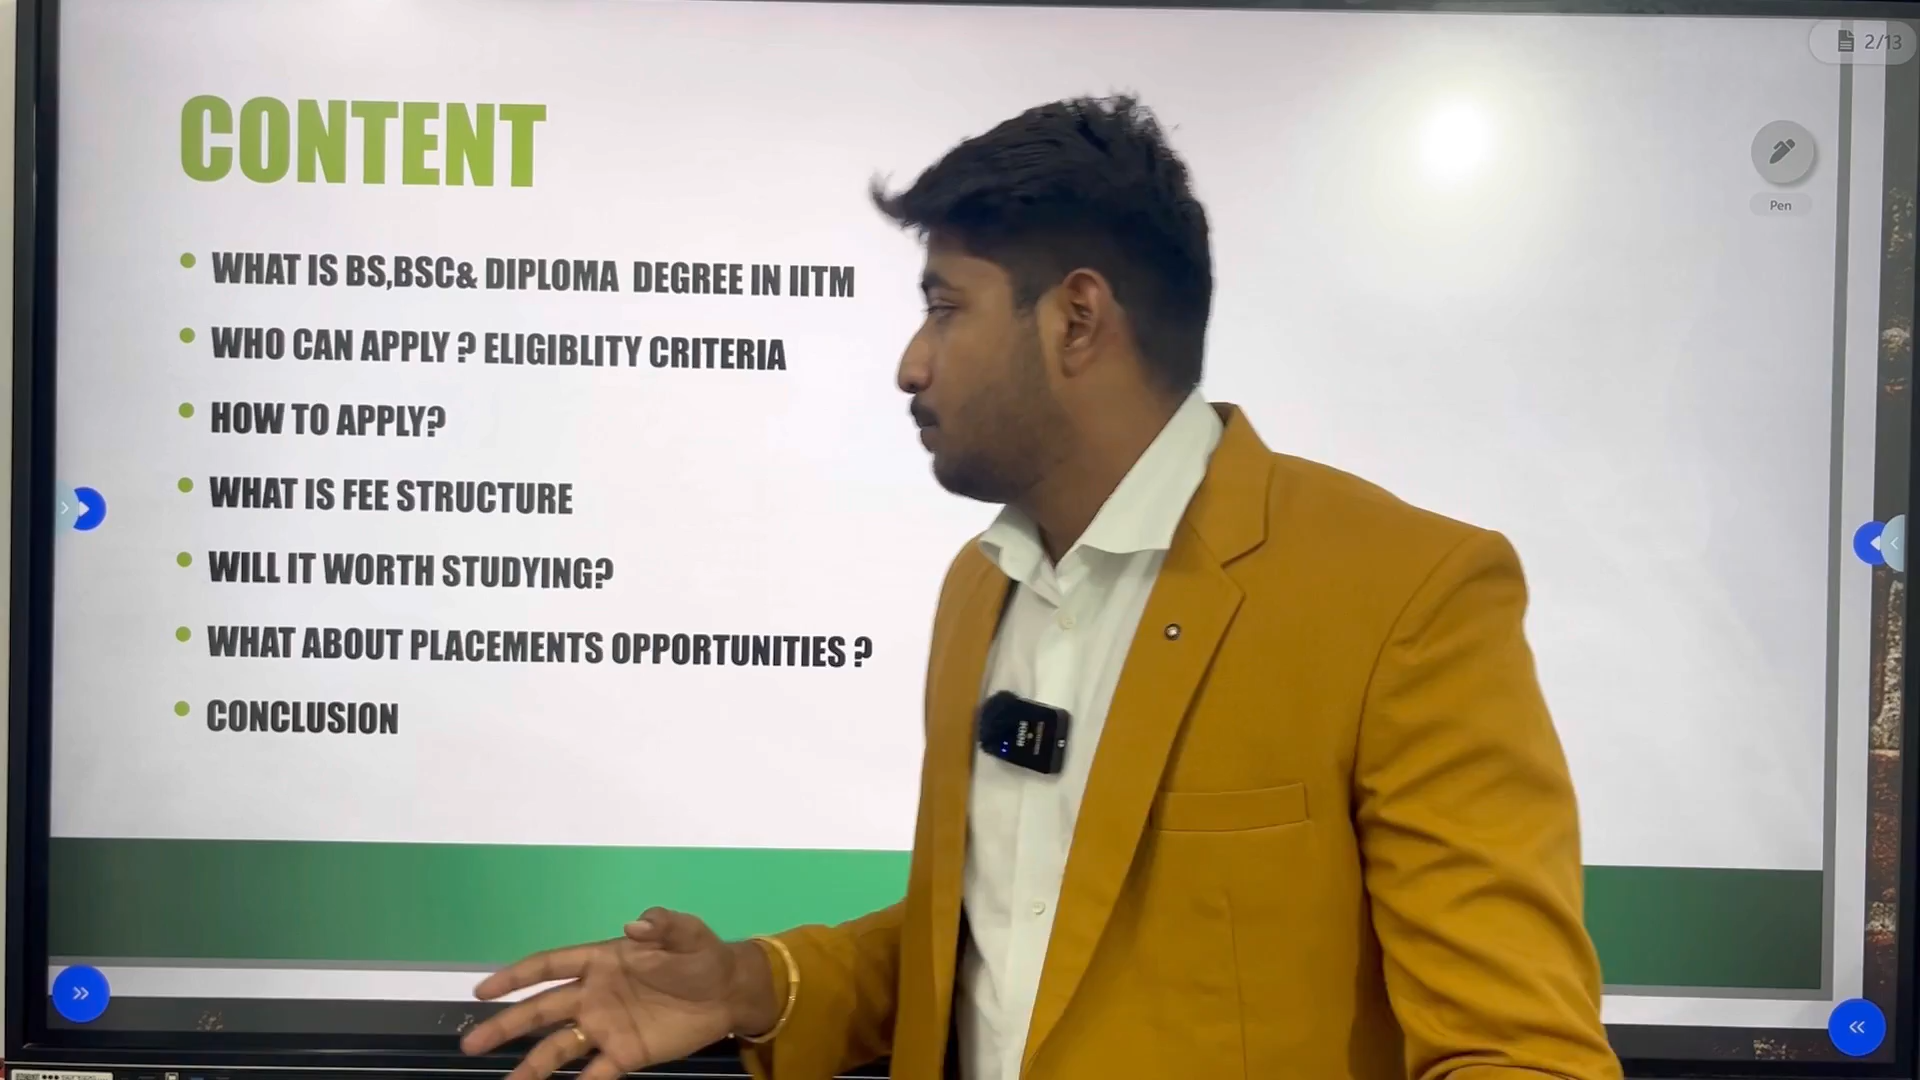 2/13
CONTENT
Pen
WHAT IS BS,BSC& DIPLOMA DEGREE IN IITM
WHO CAN APPLY ? ELIGIBLITY CRITERIA
HOW TO APPLY?
WHAT IS FEE STRUCTURE
WILL IT WORTH STUDYING?
WHAT ABOUT PLACEMENTS OPPORTUNITIES ?
CONCLUSION